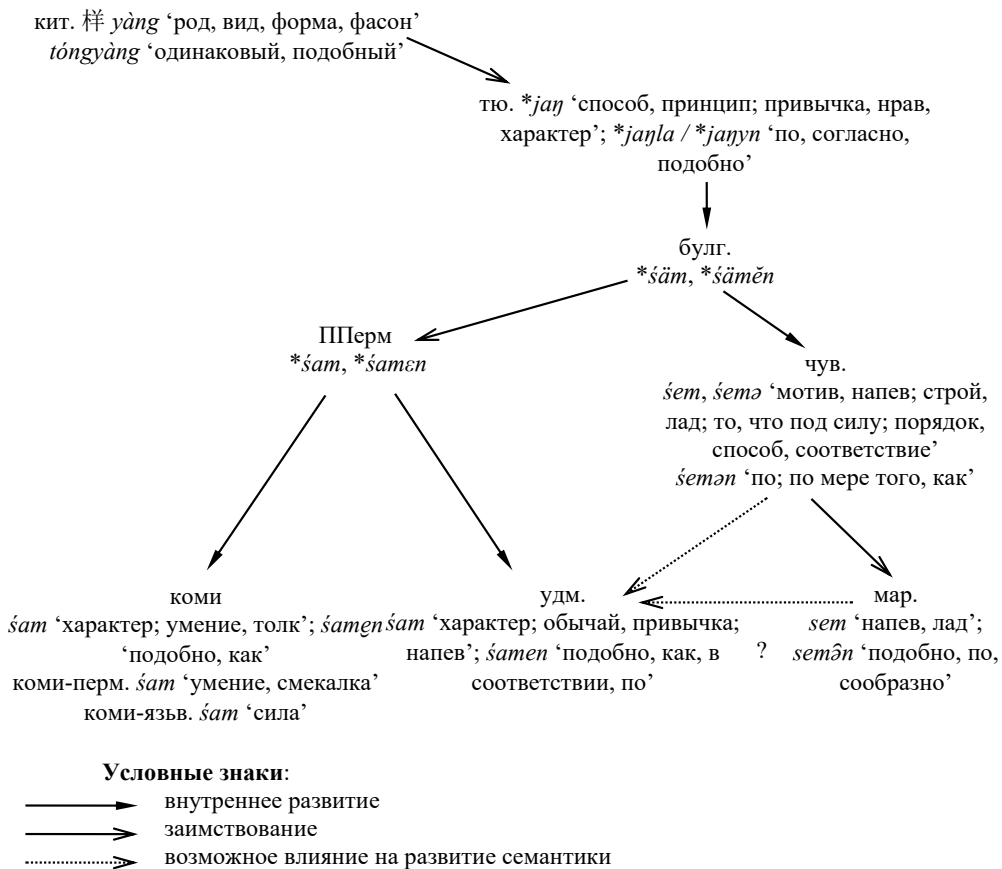 кит. 样 yàng ‘род, вид, форма, фасон’
tóngyàng ‘одинаковый, подобный’
тю. *jaŋ ‘способ, принцип; привычка, нрав,
характер’; *jaŋla / *jaŋyn ‘по, согласно,
подобно’
булг.
*śäm, *śämĕn
ППерм
*śam, *śamɛn
чув.
śem, śemə ‘мотив, напев; строй,
лад; то, что под силу; порядок,
способ, соответствие’
śemən ‘по; по мере того, как’
коми
śam ‘характер; умение, толк’; śame̮n
‘подобно, как’
коми-перм. śam ‘умение, смекалка’
коми-язьв. śam ‘сила’
удм.
śam ‘характер; обычай, привычка;
напев’; śamen ‘подобно, как, в
соответствии, по’
?
мар.
sem ‘напев, лад’;
semə̑n ‘подобно, по,
сообразно’
Условные знаки:
внутреннее развитие
заимствование
возможное влияние на развитие семантики